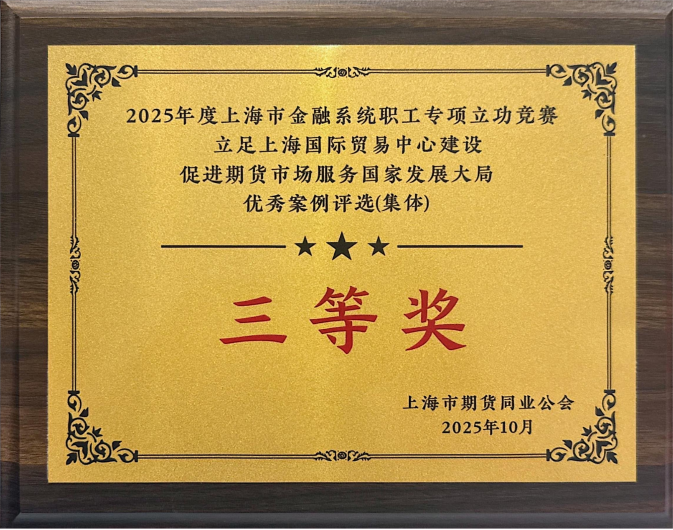 2025年度上海市金融系统职工专项立功竞赛
立足上海国际贸易中心建设
促进期货市场服务国家发展大局
优秀案例评选(集体)
三等奖
上海市期货同业公会
2025年10月